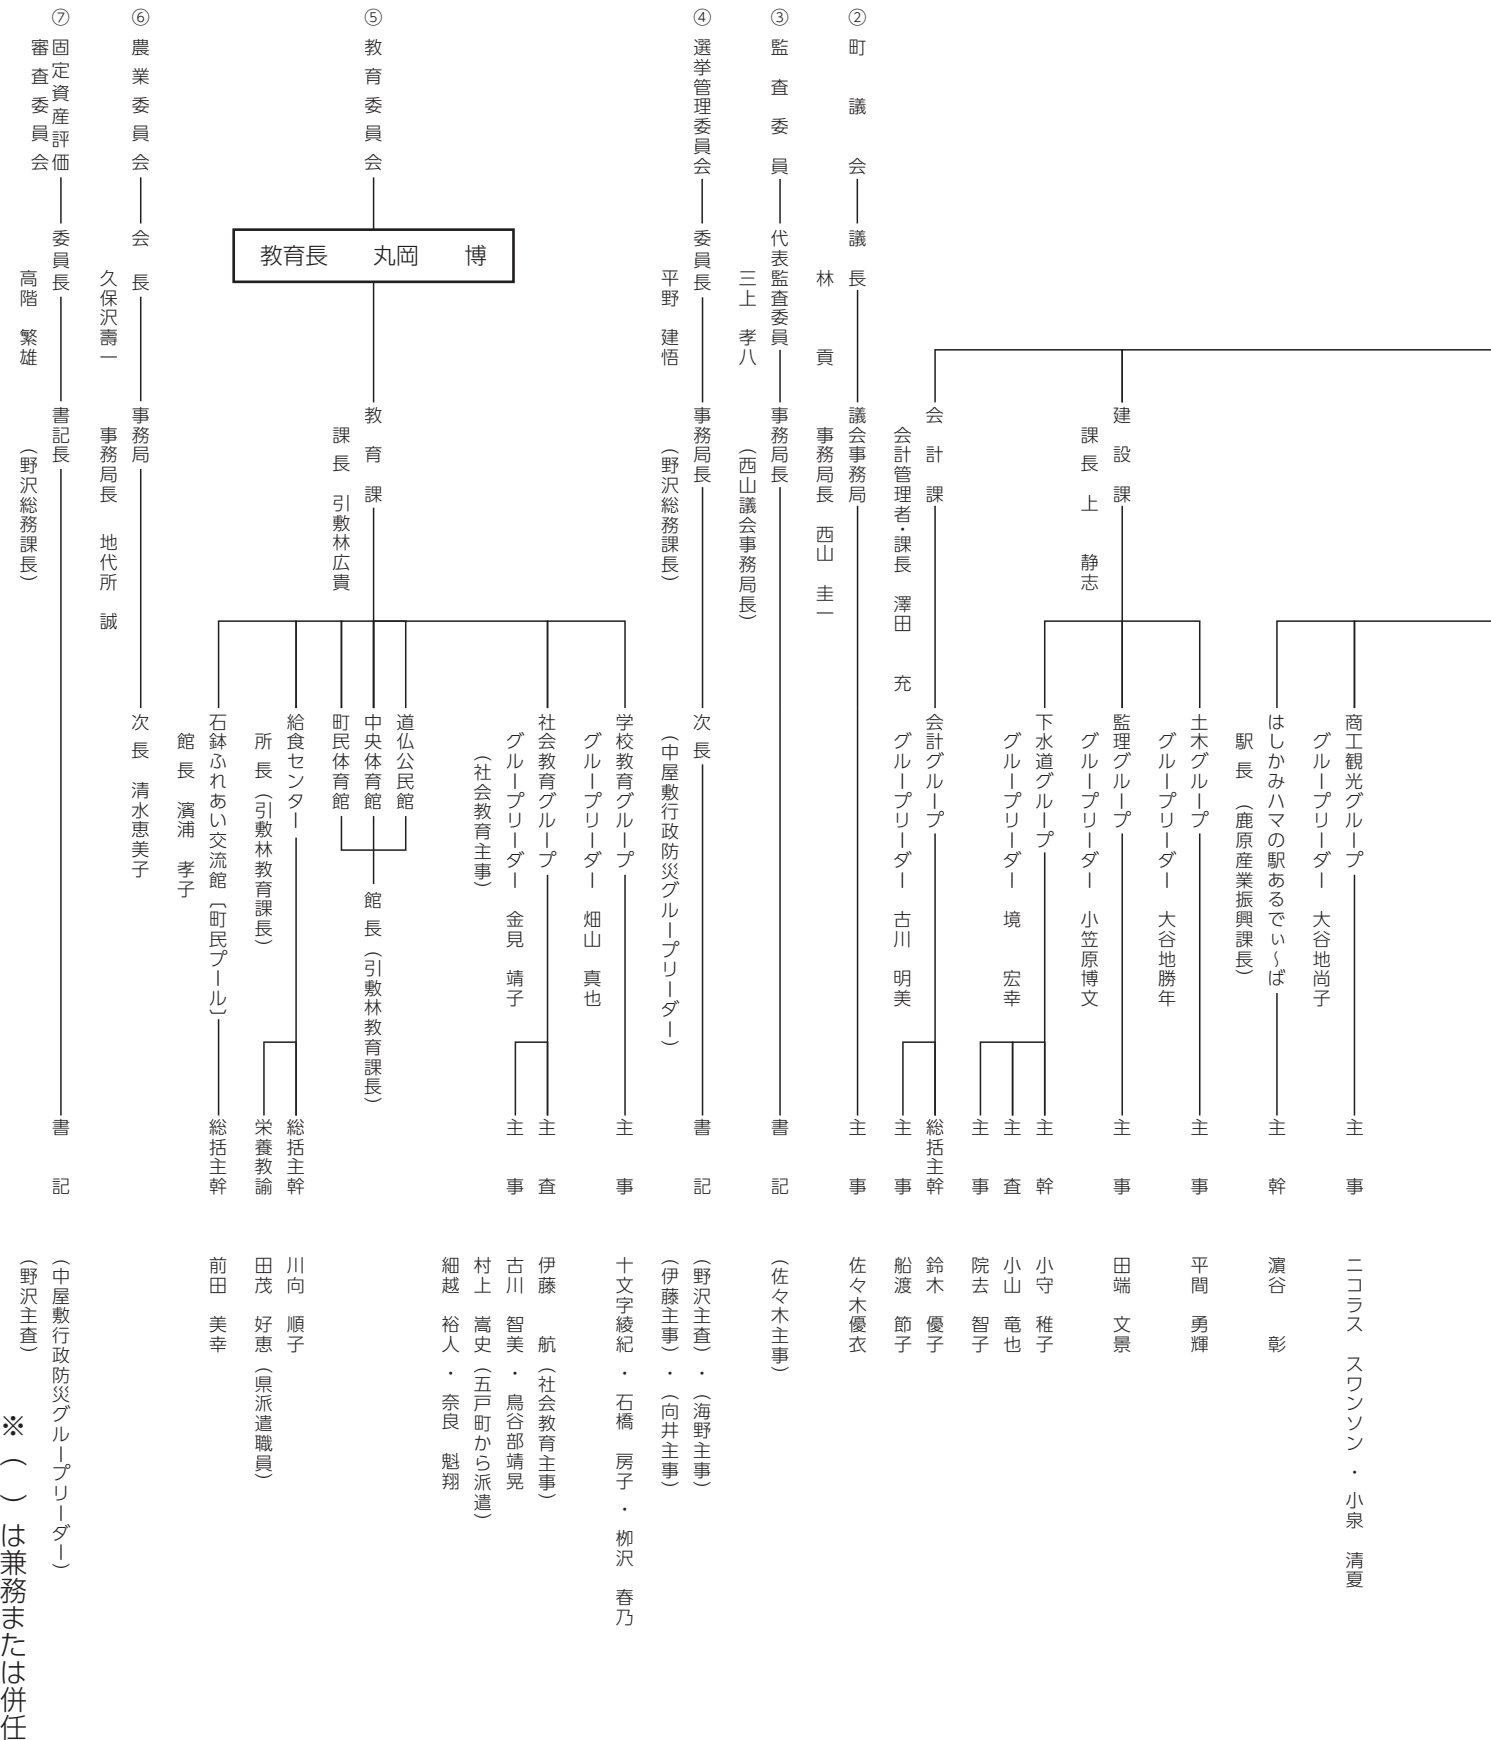 商工観光グループ 主事 ニコラス スワンソン ・ 小泉 清夏
グループリーダー 大谷地尚子
はしかみハマの駅あるでぃ〜ば 主幹 濵谷 彰
駅長 （鹿原産業振興課長）
建設課
課長 上 静志
土木グループ 主事 平間 勇輝
グループリーダー 大谷地勝年
監理グループ 主事 田端 文景
グループリーダー 小笠原博文
下水道グループ 主幹 小守 稚子
グループリーダー 境 宏幸
主査 小山 竜也
主事 院去 智子
会計課
会計管理者・課長 澤田 充
会計グループ 総括主幹 鈴木 優子
グループリーダー 古川 明美
主事 船渡 節子
② 町議会 議長 議会事務局 主事 佐々木優衣
林 貢 事務局長 西山 圭一
③ 監査委員 代表監査委員 事務局長 書記 （佐々木主事）
三上 孝八 （西山議会事務局長）
④ 選挙管理委員会 委員長 事務局長 次長 書記 （野沢主査）・（海野主事）
平野 建悟 （野沢総務課長） （中屋敷行政防災グループリーダー） （伊藤主事）・（向井主事）
⑤ 教育委員会
教育長 丸岡 博
教育課
課長 引敷林広貴
学校教育グループ 主事 十文字綾紀 ・ 石橋 房子 ・ 栁沢 春乃
グループリーダー 畑山 真也
社会教育グループ 主査 伊藤 航（社会教育主事）
グループリーダー 金見 靖子 主事 古川 智美 ・ 鳥谷部靖晃
（社会教育主事） 村上 嵩史（五戸町から派遣）
細越 裕人 ・ 奈良 魁翔
道仏公民館
中央体育館 館長（引敷林教育課長）
町民体育館
給食センター 総括主幹 川向 順子
所長（引敷林教育課長） 栄養教諭 田茂 好恵（県派遣職員）
石鉢ふれあい交流館〔町民プール〕 総括主幹 前田 美幸
館長 濱浦 孝子
⑥ 農業委員会 会長 事務局 次長 清水恵美子
久保沢壽一 事務局長 地代所 誠
⑦ 固定資産評価 委員長 書記長 書記 （中屋敷行政防災グループリーダー）
審査委員会 高階 繁雄 （野沢総務課長） （野沢主査）
※（ ）は兼務または併任